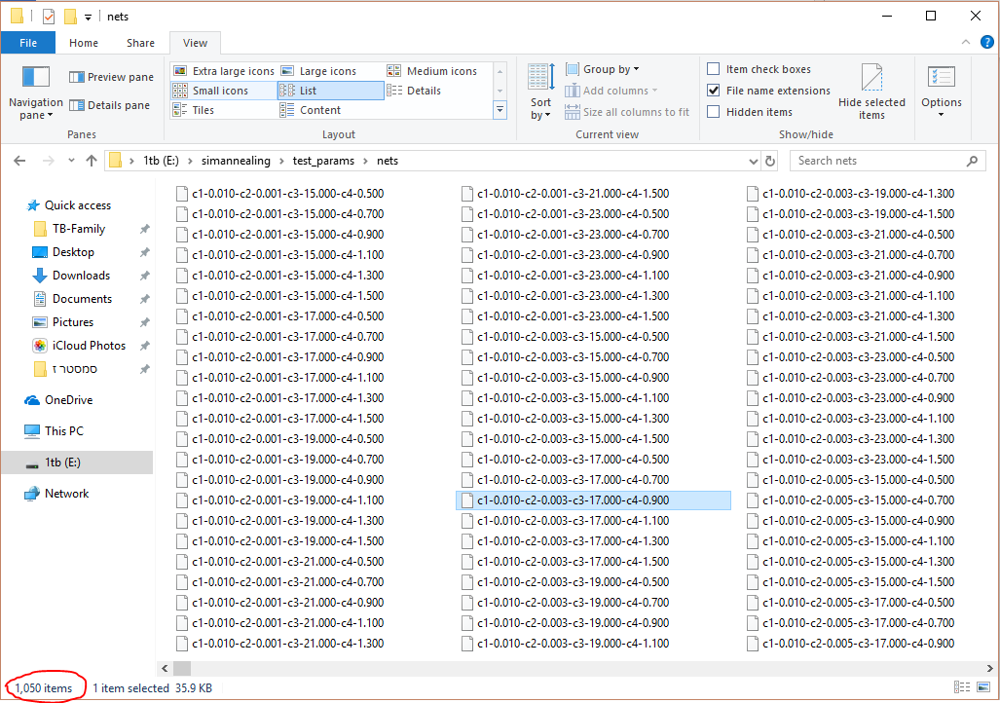 nets
File Home Share View
Navigation pane
Preview pane
Details pane
Panes
Extra large icons Large icons Medium icons
Small icons List Details
Tiles Content
Layout
Sort by
Group by
Add columns
Size all columns to fit
Current view
Item check boxes
File name extensions
Hidden items
Hide selected items
Show/hide
Options
1tb (E:) simannealing test_params nets
Search nets
Quick access
TB-Family
Desktop
Downloads
Documents
Pictures
iCloud Photos
סמסטר 1
OneDrive
This PC
1tb (E:)
Network
c1-0.010-c2-0.001-c3-15.000-c4-0.500
c1-0.010-c2-0.001-c3-15.000-c4-0.700
c1-0.010-c2-0.001-c3-15.000-c4-0.900
c1-0.010-c2-0.001-c3-15.000-c4-1.100
c1-0.010-c2-0.001-c3-15.000-c4-1.300
c1-0.010-c2-0.001-c3-15.000-c4-1.500
c1-0.010-c2-0.001-c3-17.000-c4-0.500
c1-0.010-c2-0.001-c3-17.000-c4-0.700
c1-0.010-c2-0.001-c3-17.000-c4-0.900
c1-0.010-c2-0.001-c3-17.000-c4-1.100
c1-0.010-c2-0.001-c3-17.000-c4-1.300
c1-0.010-c2-0.001-c3-17.000-c4-1.500
c1-0.010-c2-0.001-c3-19.000-c4-0.500
c1-0.010-c2-0.001-c3-19.000-c4-0.700
c1-0.010-c2-0.001-c3-19.000-c4-0.900
c1-0.010-c2-0.001-c3-19.000-c4-1.100
c1-0.010-c2-0.001-c3-19.000-c4-1.300
c1-0.010-c2-0.001-c3-19.000-c4-1.500
c1-0.010-c2-0.001-c3-21.000-c4-0.500
c1-0.010-c2-0.001-c3-21.000-c4-0.700
c1-0.010-c2-0.001-c3-21.000-c4-0.900
c1-0.010-c2-0.001-c3-21.000-c4-1.100
c1-0.010-c2-0.001-c3-21.000-c4-1.300
c1-0.010-c2-0.001-c3-21.000-c4-1.500
c1-0.010-c2-0.001-c3-23.000-c4-0.500
c1-0.010-c2-0.001-c3-23.000-c4-0.700
c1-0.010-c2-0.001-c3-23.000-c4-0.900
c1-0.010-c2-0.001-c3-23.000-c4-1.100
c1-0.010-c2-0.001-c3-23.000-c4-1.300
c1-0.010-c2-0.001-c3-23.000-c4-1.500
c1-0.010-c2-0.003-c3-15.000-c4-0.500
c1-0.010-c2-0.003-c3-15.000-c4-0.700
c1-0.010-c2-0.003-c3-15.000-c4-0.900
c1-0.010-c2-0.003-c3-15.000-c4-1.100
c1-0.010-c2-0.003-c3-15.000-c4-1.300
c1-0.010-c2-0.003-c3-15.000-c4-1.500
c1-0.010-c2-0.003-c3-17.000-c4-0.500
c1-0.010-c2-0.003-c3-17.000-c4-0.700
c1-0.010-c2-0.003-c3-17.000-c4-0.900
c1-0.010-c2-0.003-c3-17.000-c4-1.100
c1-0.010-c2-0.003-c3-17.000-c4-1.300
c1-0.010-c2-0.003-c3-17.000-c4-1.500
c1-0.010-c2-0.003-c3-19.000-c4-0.500
c1-0.010-c2-0.003-c3-19.000-c4-0.700
c1-0.010-c2-0.003-c3-19.000-c4-0.900
c1-0.010-c2-0.003-c3-19.000-c4-1.100
c1-0.010-c2-0.003-c3-19.000-c4-1.300
c1-0.010-c2-0.003-c3-19.000-c4-1.500
c1-0.010-c2-0.003-c3-21.000-c4-0.500
c1-0.010-c2-0.003-c3-21.000-c4-0.700
c1-0.010-c2-0.003-c3-21.000-c4-0.900
c1-0.010-c2-0.003-c3-21.000-c4-1.100
c1-0.010-c2-0.003-c3-21.000-c4-1.300
c1-0.010-c2-0.003-c3-21.000-c4-1.500
c1-0.010-c2-0.003-c3-23.000-c4-0.500
c1-0.010-c2-0.003-c3-23.000-c4-0.700
c1-0.010-c2-0.003-c3-23.000-c4-0.900
c1-0.010-c2-0.003-c3-23.000-c4-1.100
c1-0.010-c2-0.003-c3-23.000-c4-1.300
c1-0.010-c2-0.003-c3-23.000-c4-1.500
c1-0.010-c2-0.005-c3-15.000-c4-0.500
c1-0.010-c2-0.005-c3-15.000-c4-0.700
c1-0.010-c2-0.005-c3-15.000-c4-0.900
c1-0.010-c2-0.005-c3-15.000-c4-1.100
c1-0.010-c2-0.005-c3-15.000-c4-1.300
c1-0.010-c2-0.005-c3-15.000-c4-1.500
c1-0.010-c2-0.005-c3-17.000-c4-0.500
c1-0.010-c2-0.005-c3-17.000-c4-0.700
c1-0.010-c2-0.005-c3-17.000-c4-0.900
1,050 items 1 item selected 35.9 KB